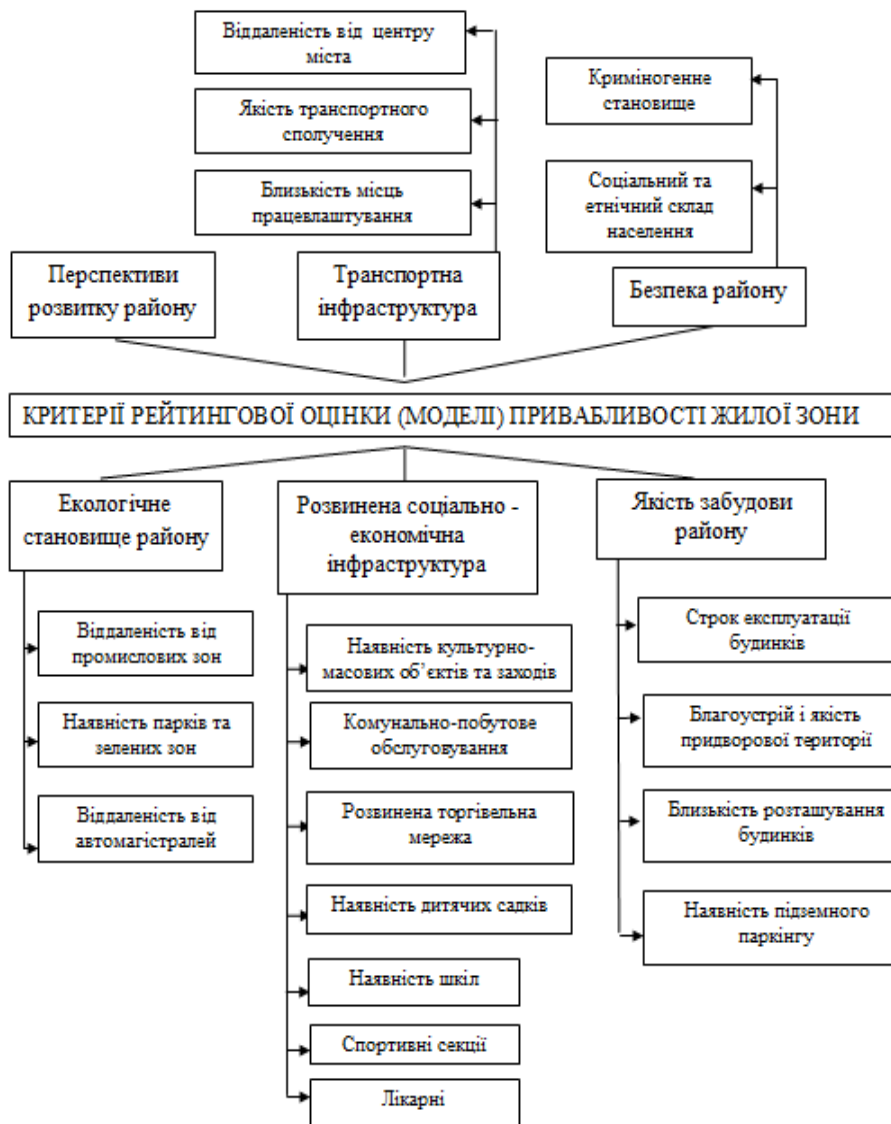 Віддаленість від центру
міста
Якість транспортного
сполучення
Близькість місць
працевлаштування
Криміногенне
становище
Соціальний та
етнічний склад
населення
Перспективи
розвитку району
Транспортна
інфраструктура
Безпека району
КРИТЕРІЇ РЕЙТИНГОВОЇ ОЦІНКИ (МОДЕЛІ) ПРИВАБЛИВОСТІ ЖИЛОЇ ЗОНИ
Екологічне
становище району
Віддаленість від
промислових зон
Наявність парків та
зелених зон
Віддаленість від
автомагістралей
Розвинена соціально -
економічна
інфраструктура
Наявність культурно-
масових об’єктів та заходів
Комунально-побутове
обслуговування
Розвинена торгівельна
мережа
Наявність дитячих садків
Наявність шкіл
Спортивні секції
Лікарні
Якість забудови
району
Строк експлуатації
будинків
Благоустрій і якість
придворової території
Близькість розташування
будинків
Наявність підземного
паркінгу